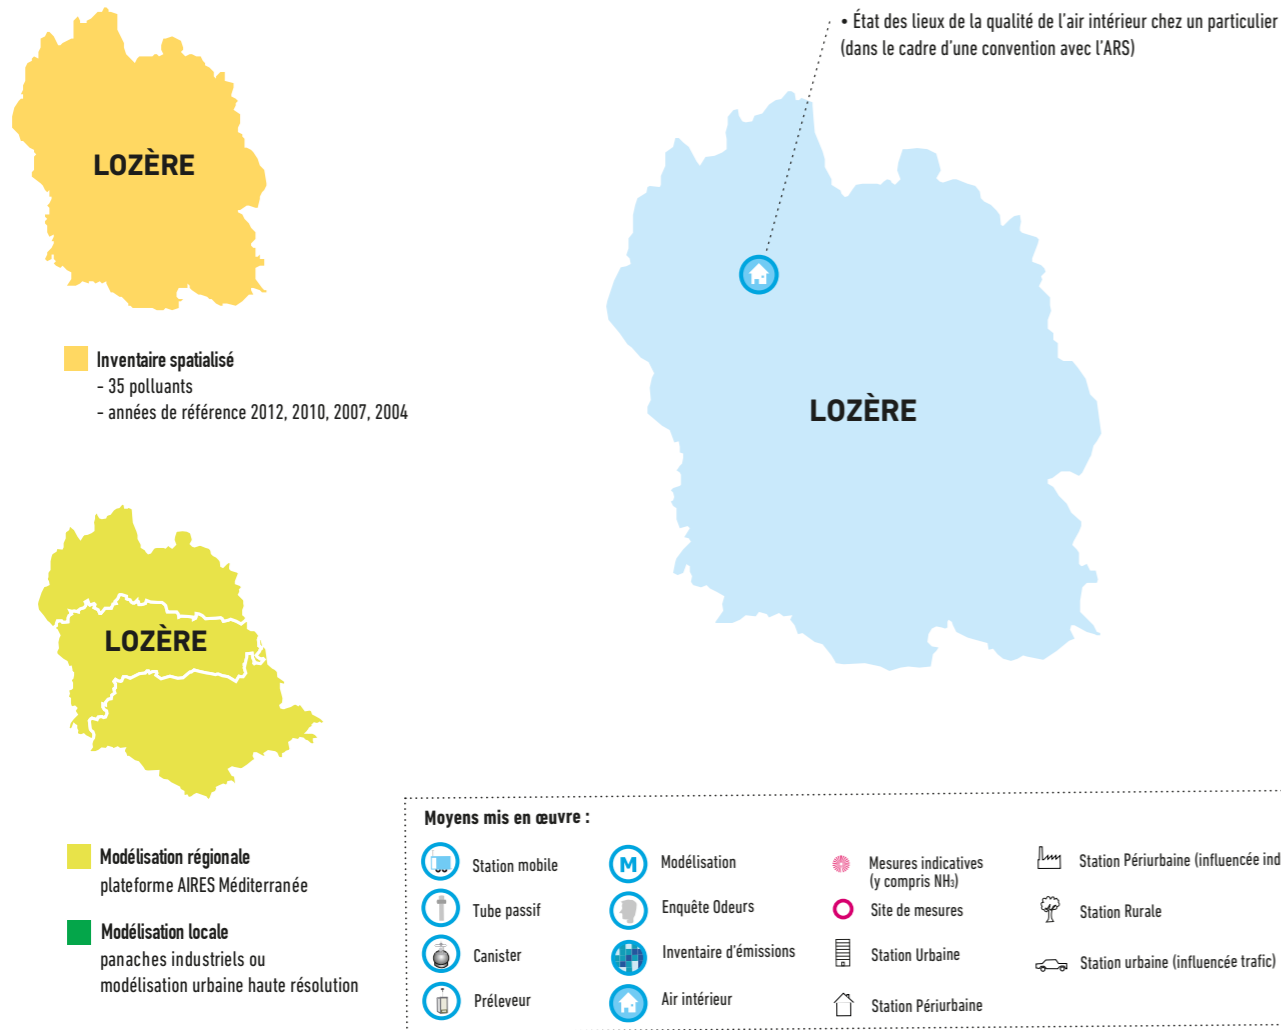 • État des lieux de la qualité de l'air intérieur chez un particulier
(dans le cadre d'une convention avec l'ARS)
LOZÈRE
LOZÈRE
Inventaire spatialisé
- 35 polluants
- années de référence 2012, 2010, 2007, 2004
LOZÈRE
Modélisation régionale
plateforme AIRES Méditerranée
Modélisation locale
panaches industriels ou
modélisation urbaine haute résolution
Moyens mis en œuvre :
Station mobile
Tube passif
Canister
Préleveur
M Modélisation
Enquête Odeurs
Inventaire d'émissions
Air intérieur
Mesures indicatives
(y compris NH₃)
Site de mesures
Station Urbaine
Station Périurbaine
Station Périurbaine (influencée ind
Station Rurale
Station urbaine (influencée trafic)